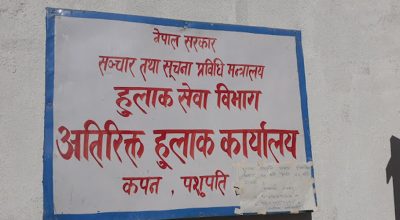 नेपाल सरकार
सञ्चार तथा सूचना प्रविधि मन्त्रालय
हुलाक सेवा विभाग
अतिरिक्त हुलाक कार्यालय
कपन , पशुपति